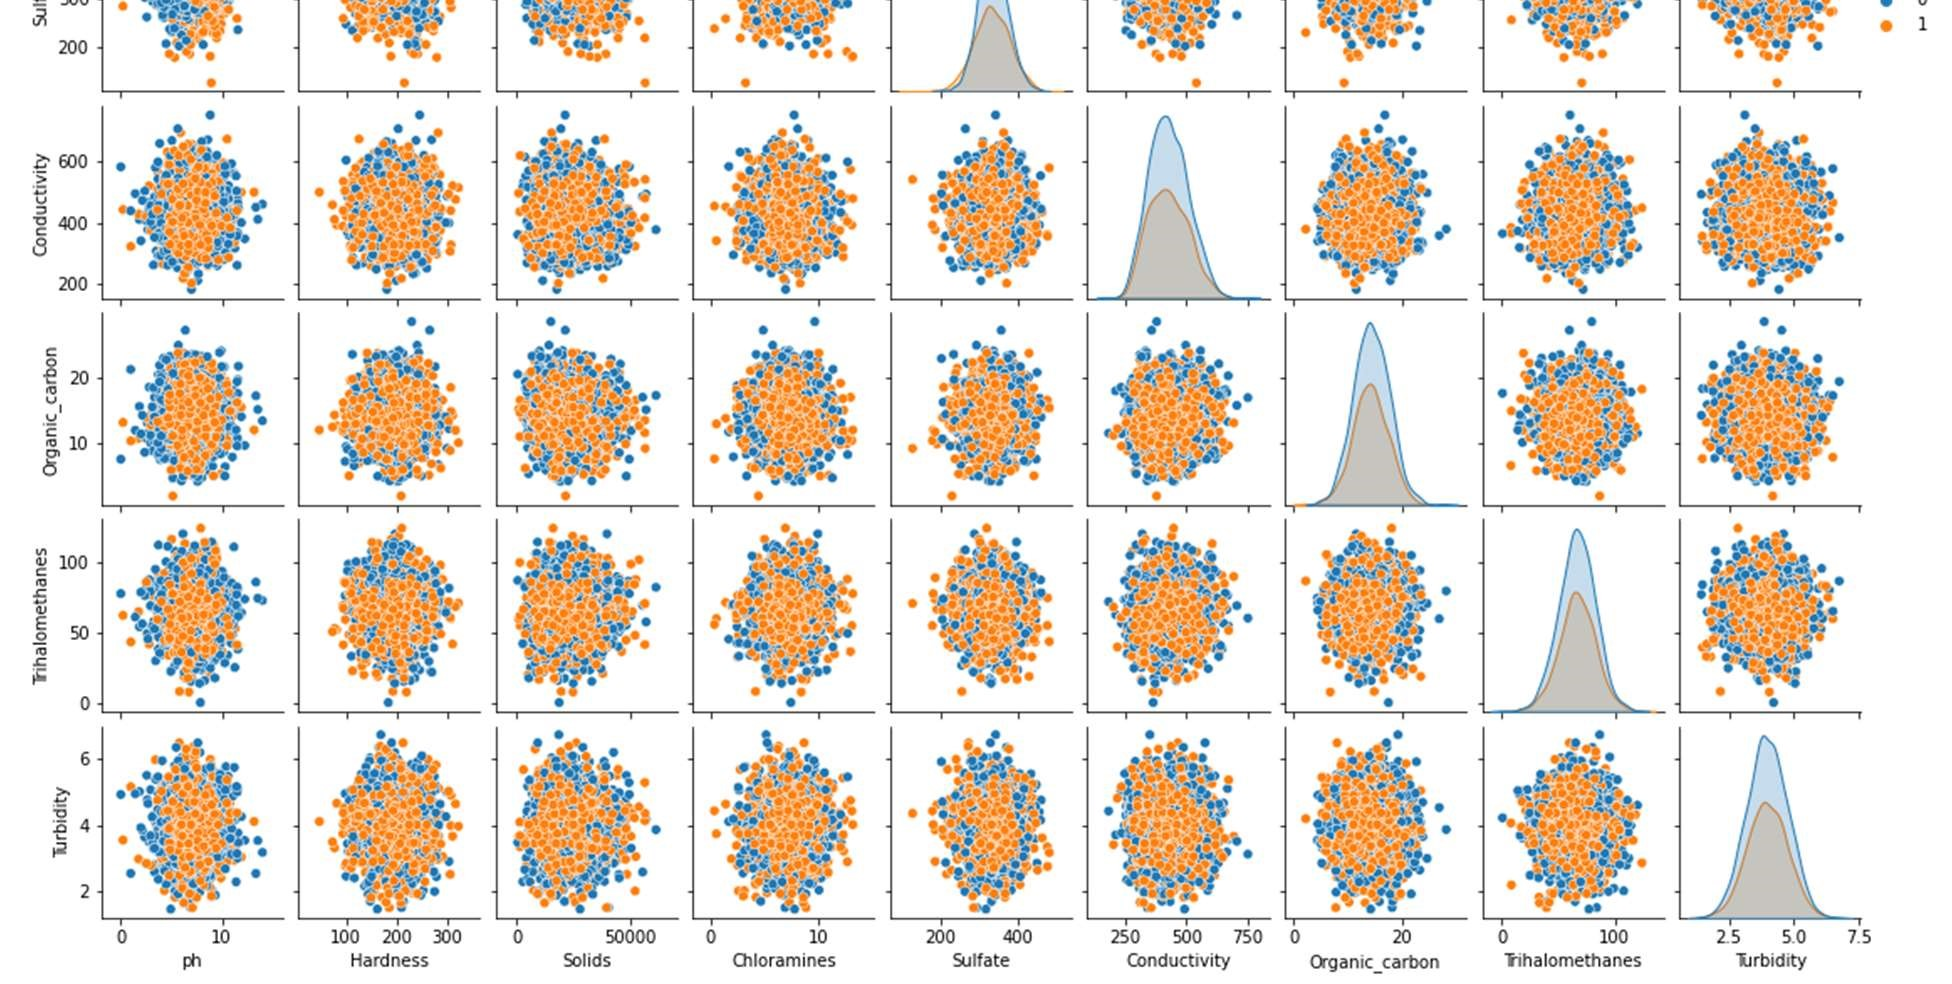 200
1
Conductivity
600
400
200
Organic_carbon
20
10
Trihalomethanes
100
50
0
Turbidity
6
4
2
0 10 100 200 300 0 50000 0 10 200 400 250 500 750 0 20 0 100 2.5 5.0 7.5
ph Hardness Solids Chloramines Sulfate Conductivity Organic_carbon Trihalomethanes Turbidity